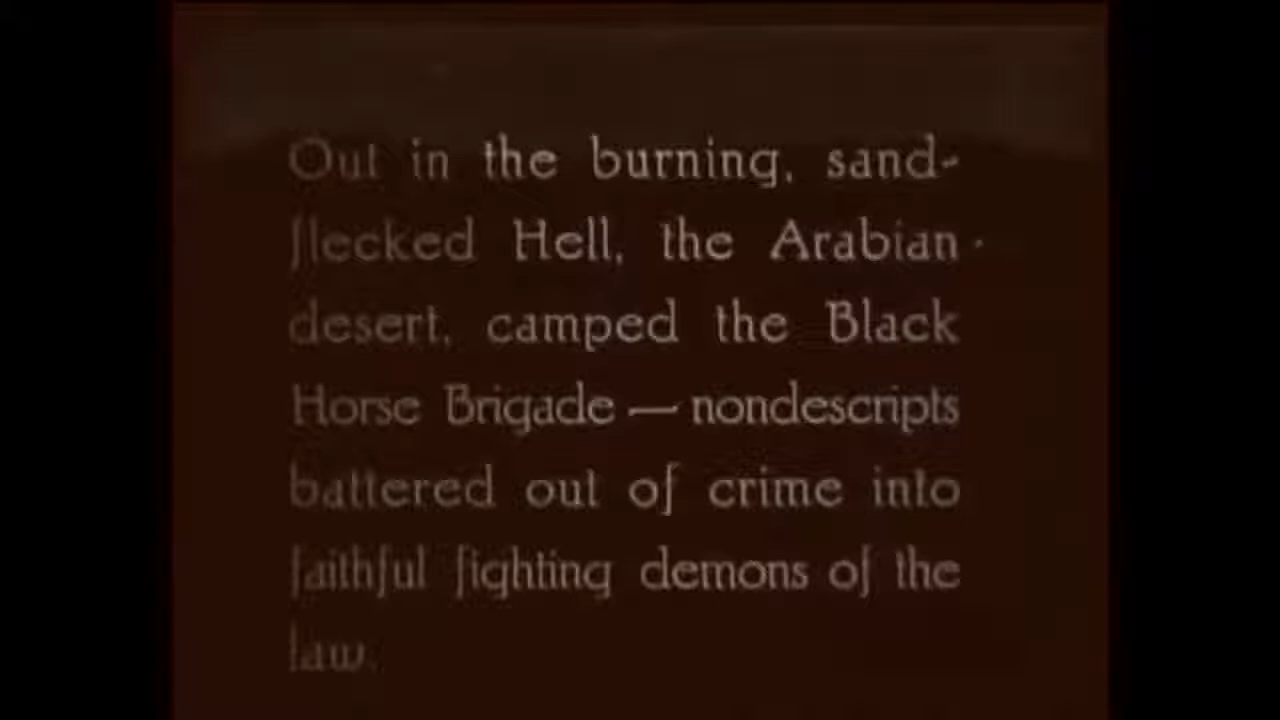 Out in the burning, sand-
flecked Hell, the Arabian
desert, camped the Black
Horse Brigade — nondescripts
battered out of crime into
faithful fighting demons of the
law.